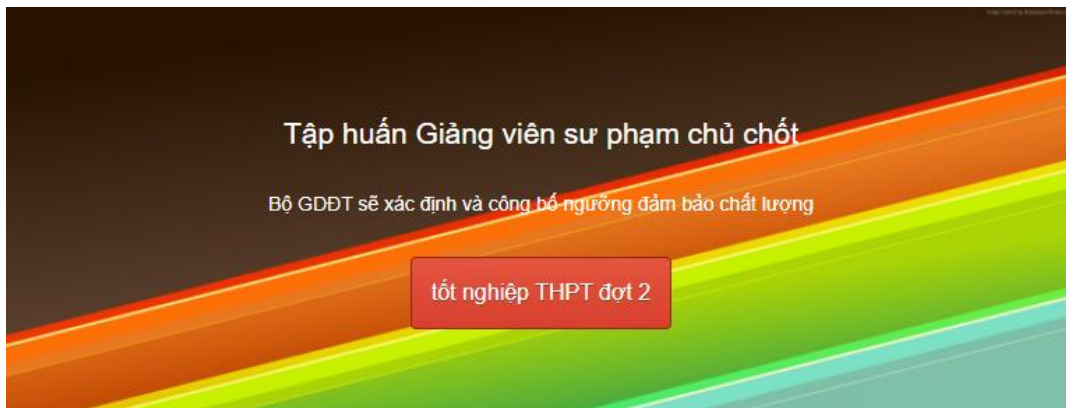 Tập huấn Giảng viên sư phạm chủ chốt
Bộ GDĐT sẽ xác định và công bố ngưỡng đảm bảo chất lượng
tốt nghiệp THPT đợt 2